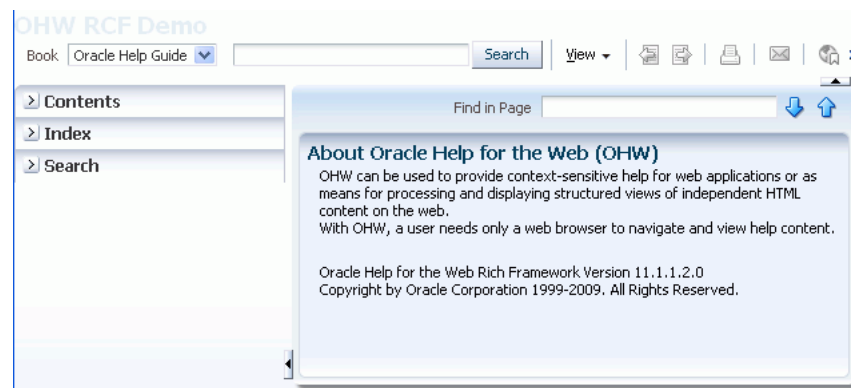 OHW RCF Demo
Book Oracle Help Guide Search View
Contents
Index
Search
Find in Page
About Oracle Help for the Web (OHW)
OHW can be used to provide context-sensitive help for web applications or as
means for processing and displaying structured views of independent HTML
content on the web.
With OHW, a user needs only a web browser to navigate and view help content.
Oracle Help for the Web Rich Framework Version 11.1.1.2.0
Copyright by Oracle Corporation 1999-2009. All Rights Reserved.